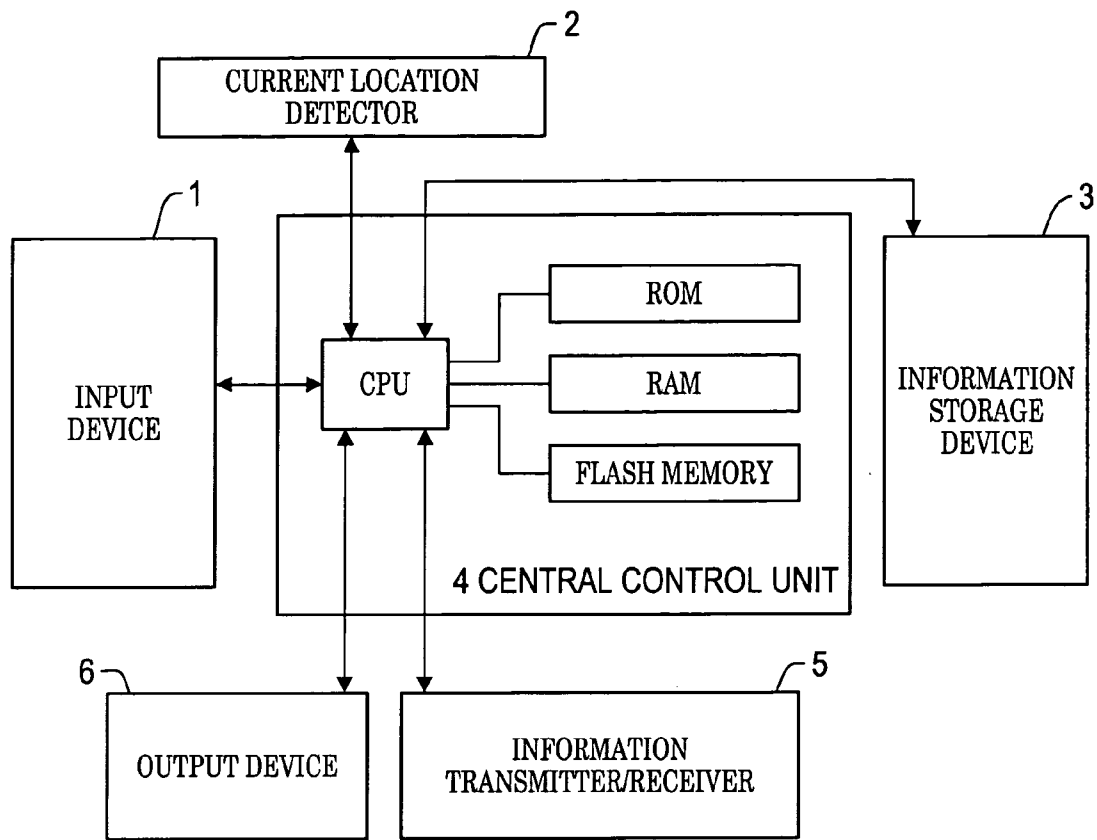 2
CURRENT LOCATION
DETECTOR
1
3
ROM
CPU
RAM
INPUT
DEVICE
INFORMATION
STORAGE
DEVICE
FLASH MEMORY
4 CENTRAL CONTROL UNIT
6
5
OUTPUT DEVICE
INFORMATION
TRANSMITTER/RECEIVER